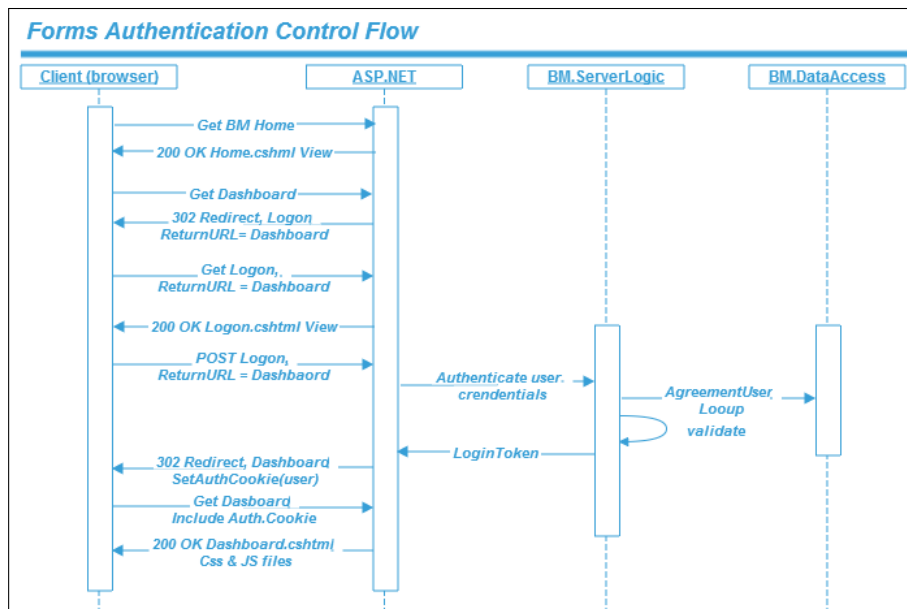 Forms Authentication Control Flow
Client (browser)
ASP.NET
BM.ServerLogic
BM.DataAccess
Get BM Home
200 OK Home.cshml View
Get Dashboard
302 Redirect, Logon
ReturnURL= Dashboard
Get Logon,
ReturnURL = Dashboard
200 OK Logon.cshtml View
POST Logon,
ReturnURL = Dashbaord
Authenticate user.
crendentials
AgreementUser
Looup
validate
LoginToken
302 Redirect, Dashboard
SetAuthCookie(user)
Get Dasboard
Include Auth.Cookie
200 OK Dashboard.cshtml
Css & JS files